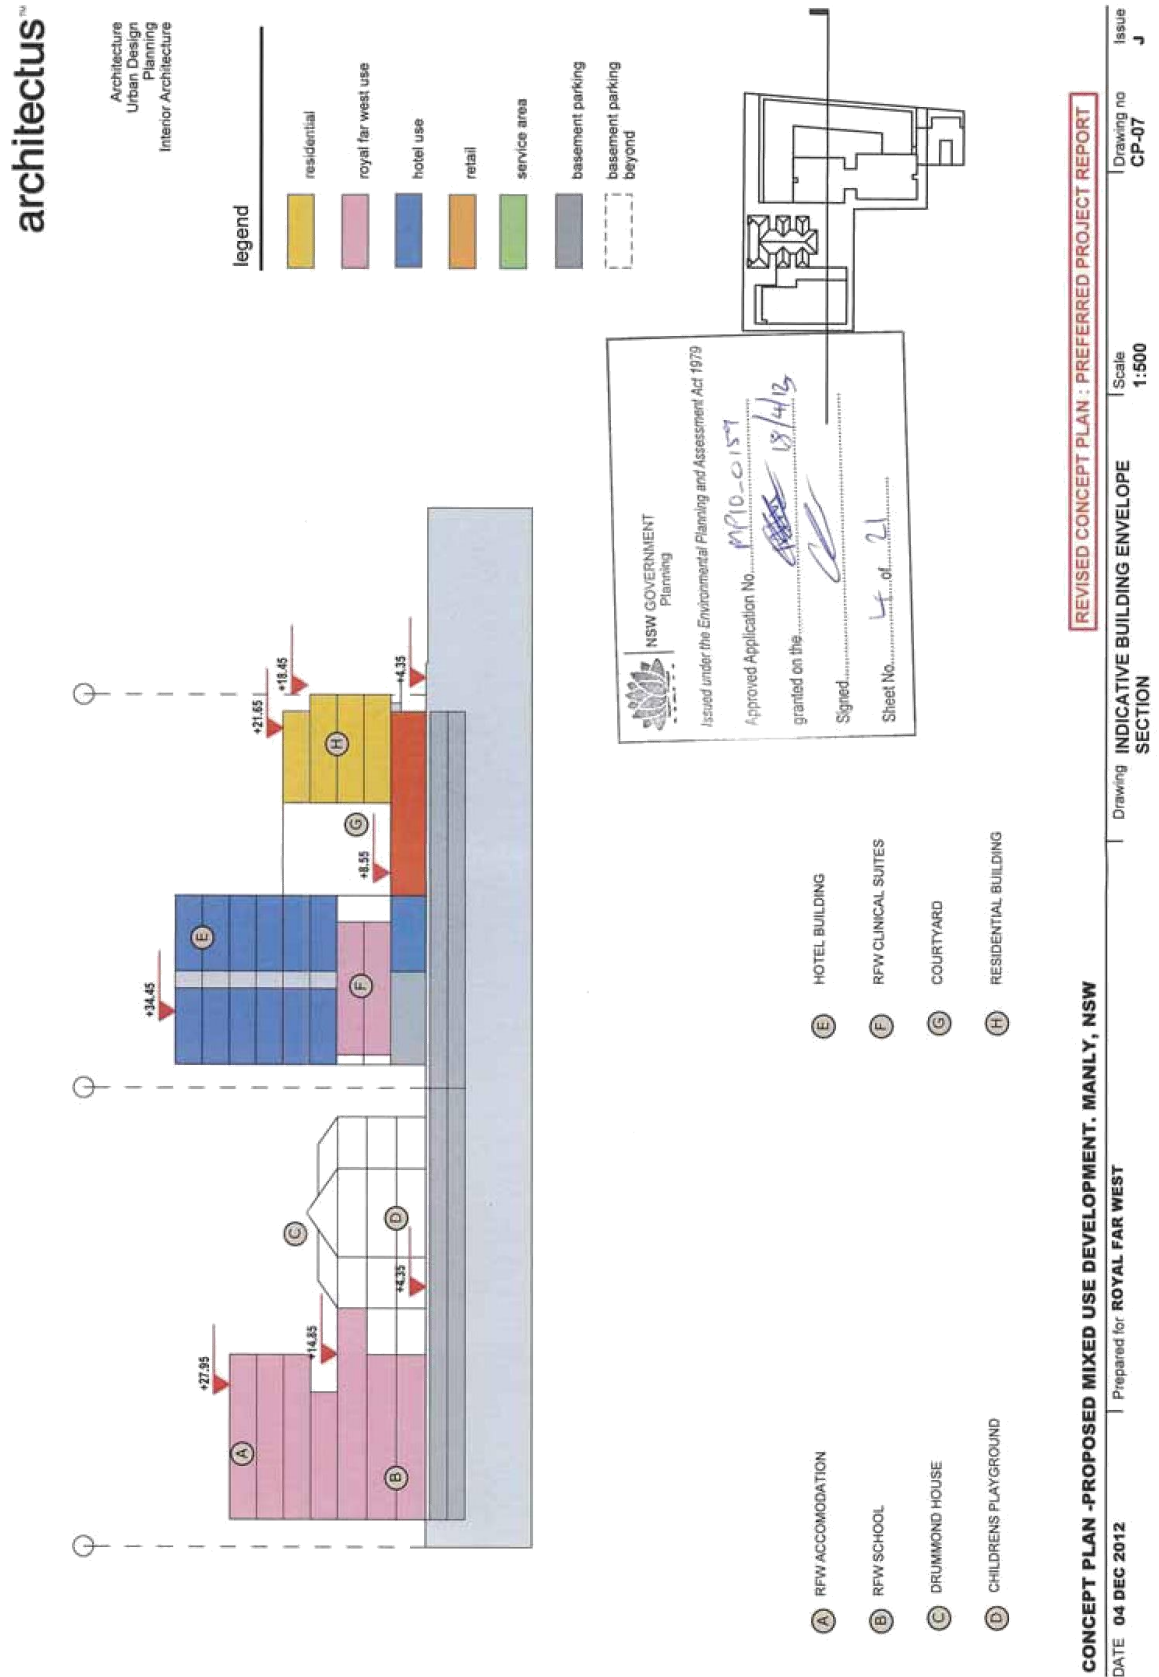 architectus™
Architecture
Urban Design
Planning
Interior Architecture
legend
residential
royal far west use
hotel use
retail
service area
basement parking
basement parking
beyond
+27.95
+14.85
+4.35
+34.45
+8.55
+21.65
+18.45
+4.35
A
B
C
D
E
F
G
H
A RFW ACCOMODATION
B RFW SCHOOL
C DRUMMOND HOUSE
D CHILDRENS PLAYGROUND
E HOTEL BUILDING
F RFW CLINICAL SUITES
G COURTYARD
H RESIDENTIAL BUILDING
NSW GOVERNMENT
Planning
Issued under the Environmental Planning and Assessment Act 1979
Approved Application No. MP10_0159
granted on the 18/4/13
Signed
Sheet No. 4 of 21
REVISED CONCEPT PLAN : PREFERRED PROJECT REPORT
CONCEPT PLAN -PROPOSED MIXED USE DEVELOPMENT. MANLY, NSW
DATE 04 DEC 2012
Prepared for ROYAL FAR WEST
Drawing INDICATIVE BUILDING ENVELOPE
SECTION
Scale
1:500
Drawing no
CP-07
Issue
J